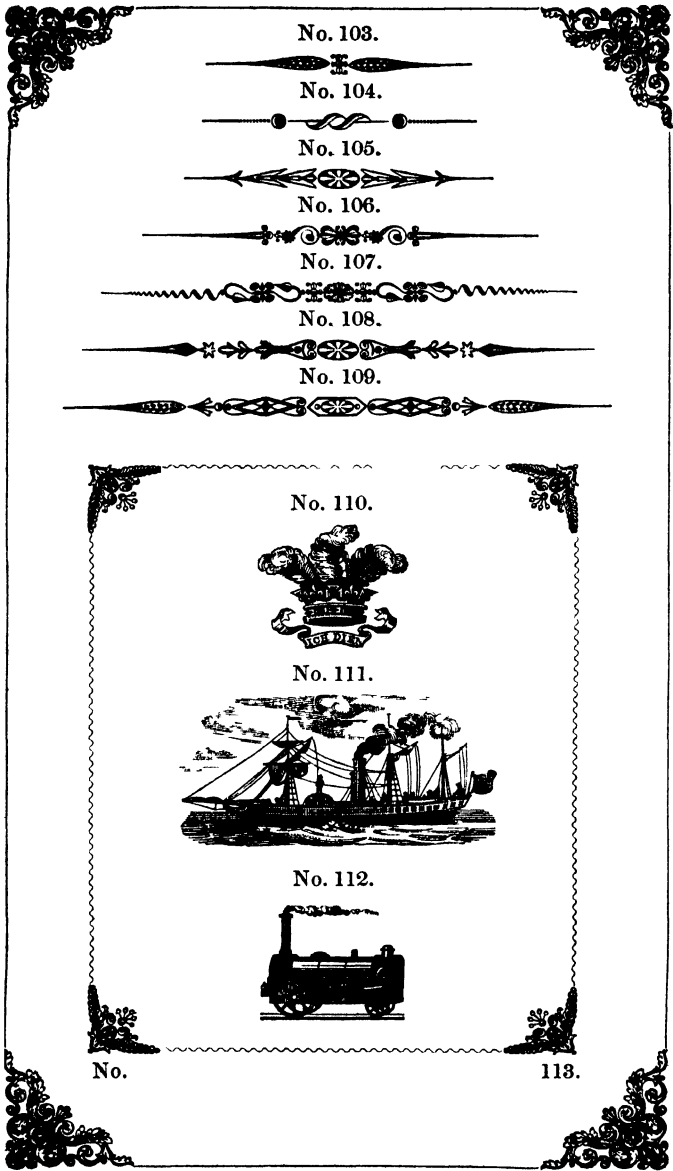 No. 103.
No. 104.
No. 105.
No. 106.
No. 107.
No. 108.
No. 109.
No. 110.
ICH DIEN
No. 111.
No. 112.
No. 113.